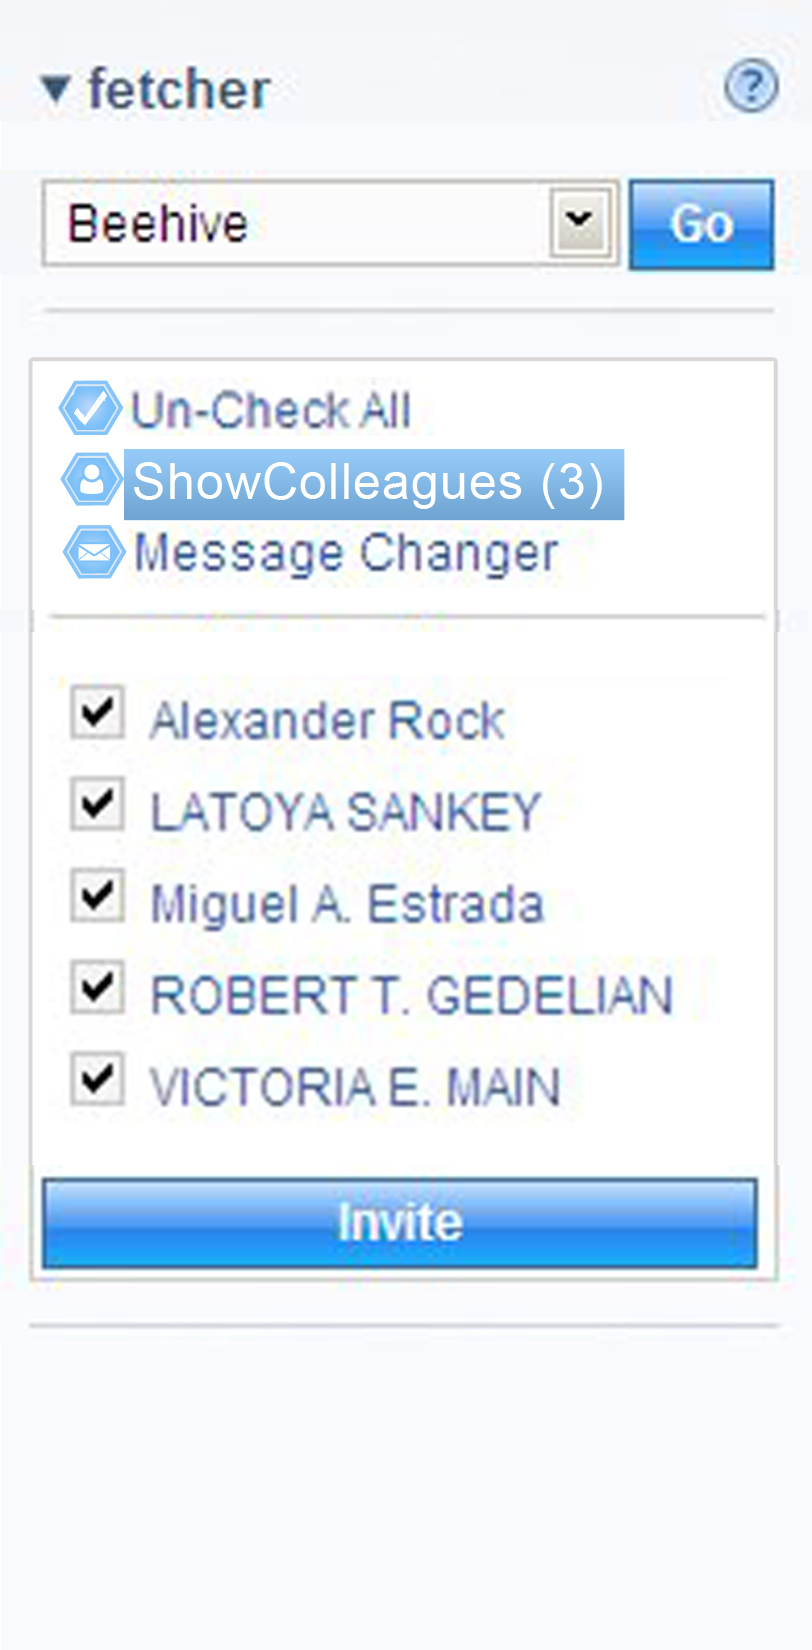 fetcher
?
Beehive
Go
Un-Check All
ShowColleagues (3)
Message Changer
Alexander Rock
LATOYA SANKEY
Miguel A. Estrada
ROBERT T. GEDELIAN
VICTORIA E. MAIN
Invite